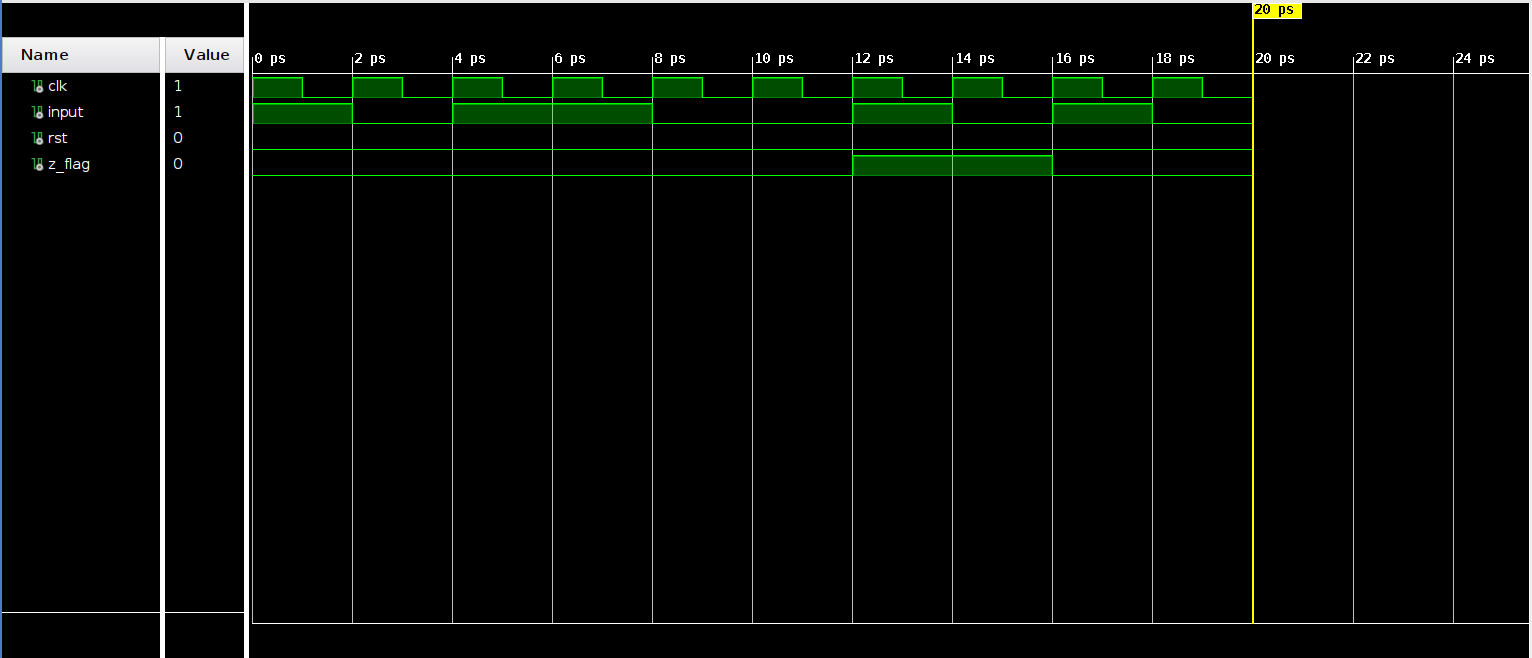 20 ps
Name Value
0 ps 2 ps 4 ps 6 ps 8 ps 10 ps 12 ps 14 ps 16 ps 18 ps 20 ps 22 ps 24 ps
clk 1
input 1
rst 0
z_flag 0